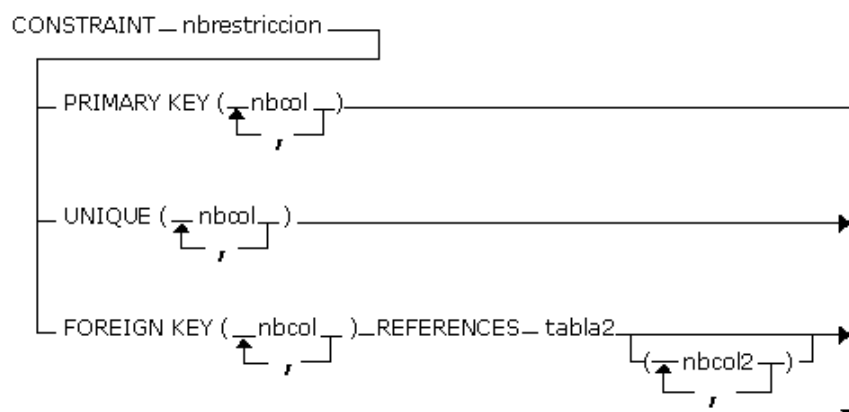 CONSTRAINT nbrestriccion
PRIMARY KEY ( nbcol )
,
UNIQUE ( nbcol )
,
FOREIGN KEY ( nbcol ) REFERENCES tabla2
,
( nbcol2 )
,